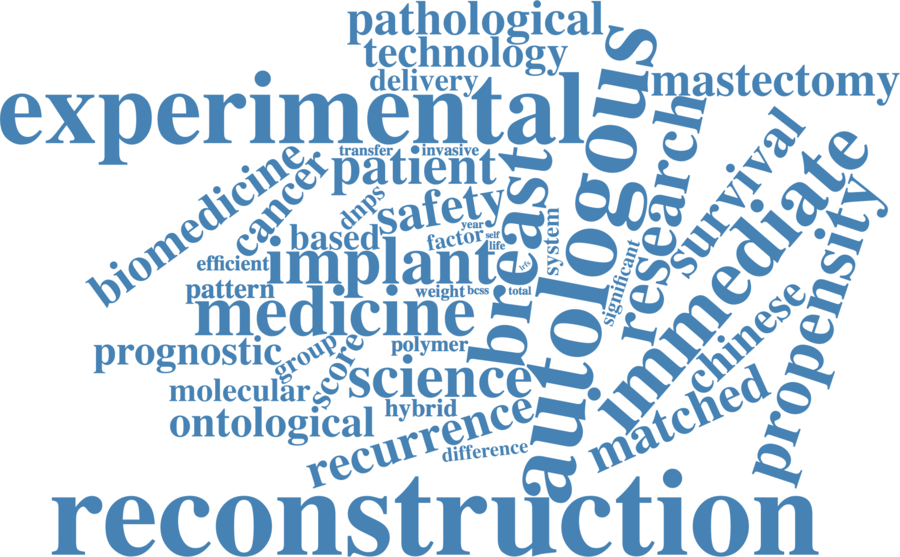 pathological
technology
delivery
mastectomy
experimental
autologous
transfer
invasive
patient
research
survival
immediate
biomedicine
cancer
dnps
safety
breast
year
self
factor
life
based
system
propensity
efficient
implant
lrfs
significant
pattern
weight
bcss
total
medicine
chinese
prognostic
group
score
polymer
science
molecular
hybrid
matched
ontological
recurrence
difference
reconstruction